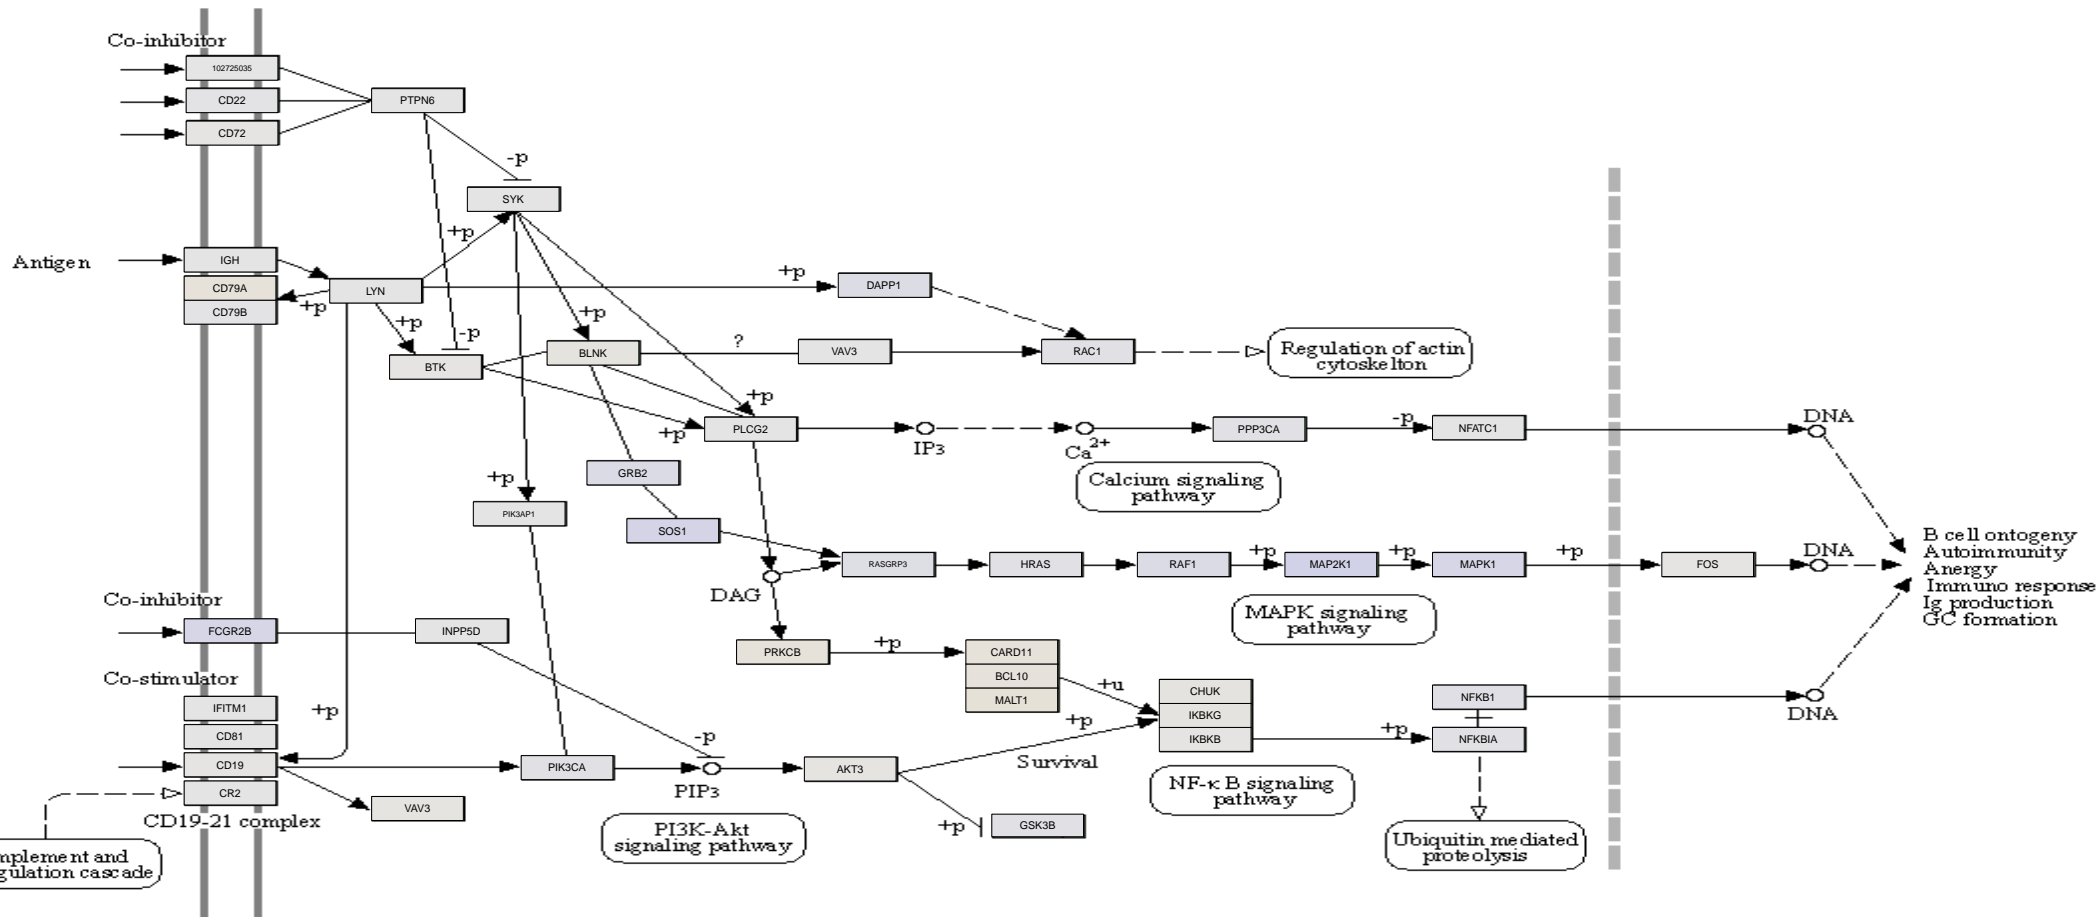 Co-inhibitor
102725035
CD22
PTPN6
CD72
-p
SYK
+p
Antigen
IGH
CD79A
LYN
+p
DAPP1
CD79B
+p
+p
-p
+p
BLNK
?
VAV3
RAC1
Regulation of actin
cytoskelton
BTK
+p
PLCG2
+p
IP3
Ca2+
PPP3CA
-p
NFATC1
DNA
GRB2
Calcium signaling
pathway
+p
PIK3AP1
SOS1
RASGRP3
HRAS
RAF1
+p
MAP2K1
+p
MAPK1
+p
FOS
DNA
B cell ontogeny
Autoimmunity
Anergy
Immuno response
Ig production
GC formation
DAG
Co-inhibitor
FCGR2B
INPP5D
MAPK signaling
pathway
PRKCB
+p
CARD11
BCL10
MALT1
+u
+p
CHUK
IKBKG
IKBKB
+p
NFKB1
NFKBIA
DNA
Co-stimulator
IFITM1
+p
CD81
CD19
CR2
CD19-21 complex
VAV3
PIK3CA
-p
PIP3
AKT3
Survival
+p
GSK3B
PI3K-Akt
signaling pathway
NF-κ B signaling
pathway
Ubiquitin mediated
proteolysis
mplement and
gulation cascade